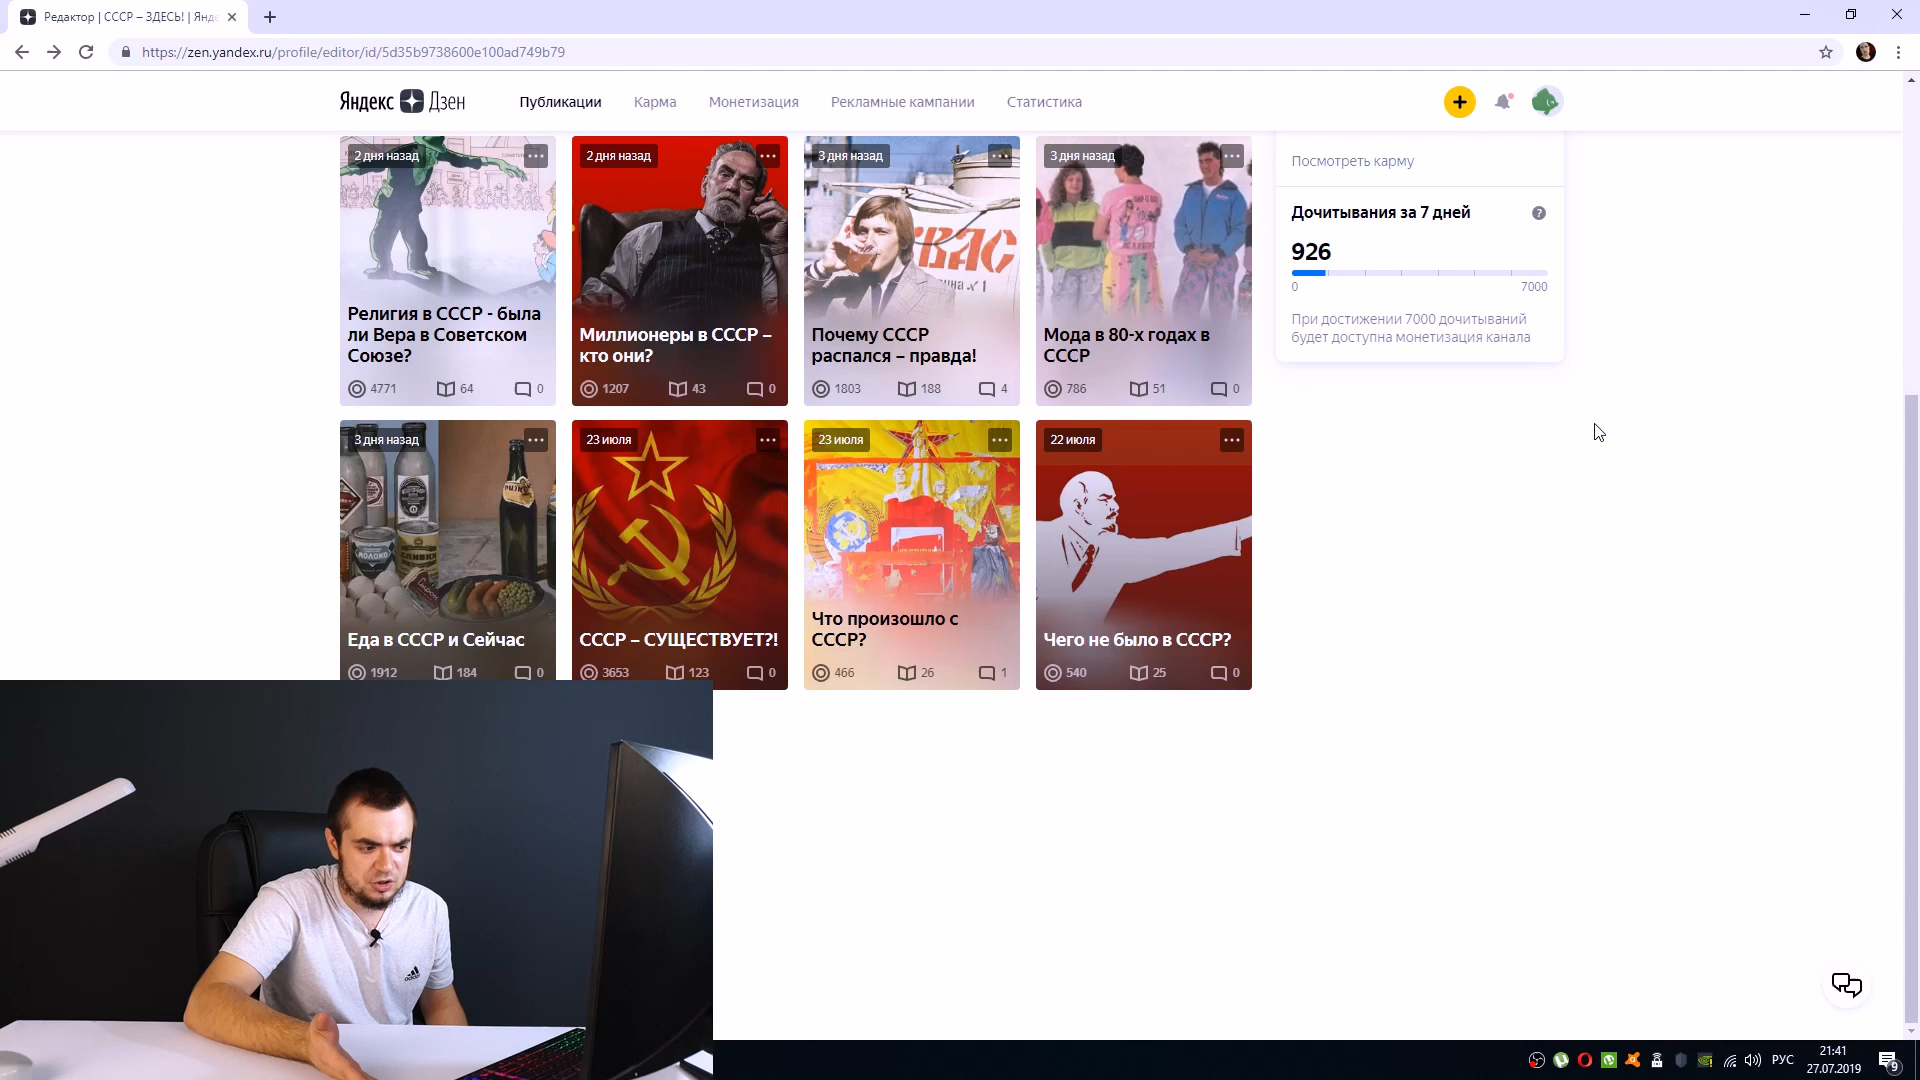 Редактор | СССР – ЗДЕСЬ! | Янде
https://zen.yandex.ru/profile/editor/id/5d35b9738600e100ad749b79
Яндекс Дзен
Публикации
Карма
Монетизация
Рекламные кампании
Статистика
2 дня назад
Религия в СССР - была
ли Вера в Советском
Союзе?
4771 64 0
2 дня назад
Миллионеры в СССР –
кто они?
1207 43 0
3 дня назад
ВАС
Почему СССР
распался – правда!
1803 188 4
3 дня назад
Мода в 80-х годах в
СССР
786 51 0
Посмотреть карму
Дочитывания за 7 дней
?
926
0 7000
При достижении 7000 дочитываний
будет доступна монетизация канала
3 дня назад
МОЛОКО
СЛИВКИ
Еда в СССР и Сейчас
1912 184 0
23 июля
СССР – СУЩЕСТВУЕТ?!
3653 123 0
23 июля
Что произошло с
СССР?
466 26 1
22 июля
Чего не было в СССР?
540 25 0
adidas
РУС
21:41
27.07.2019
9